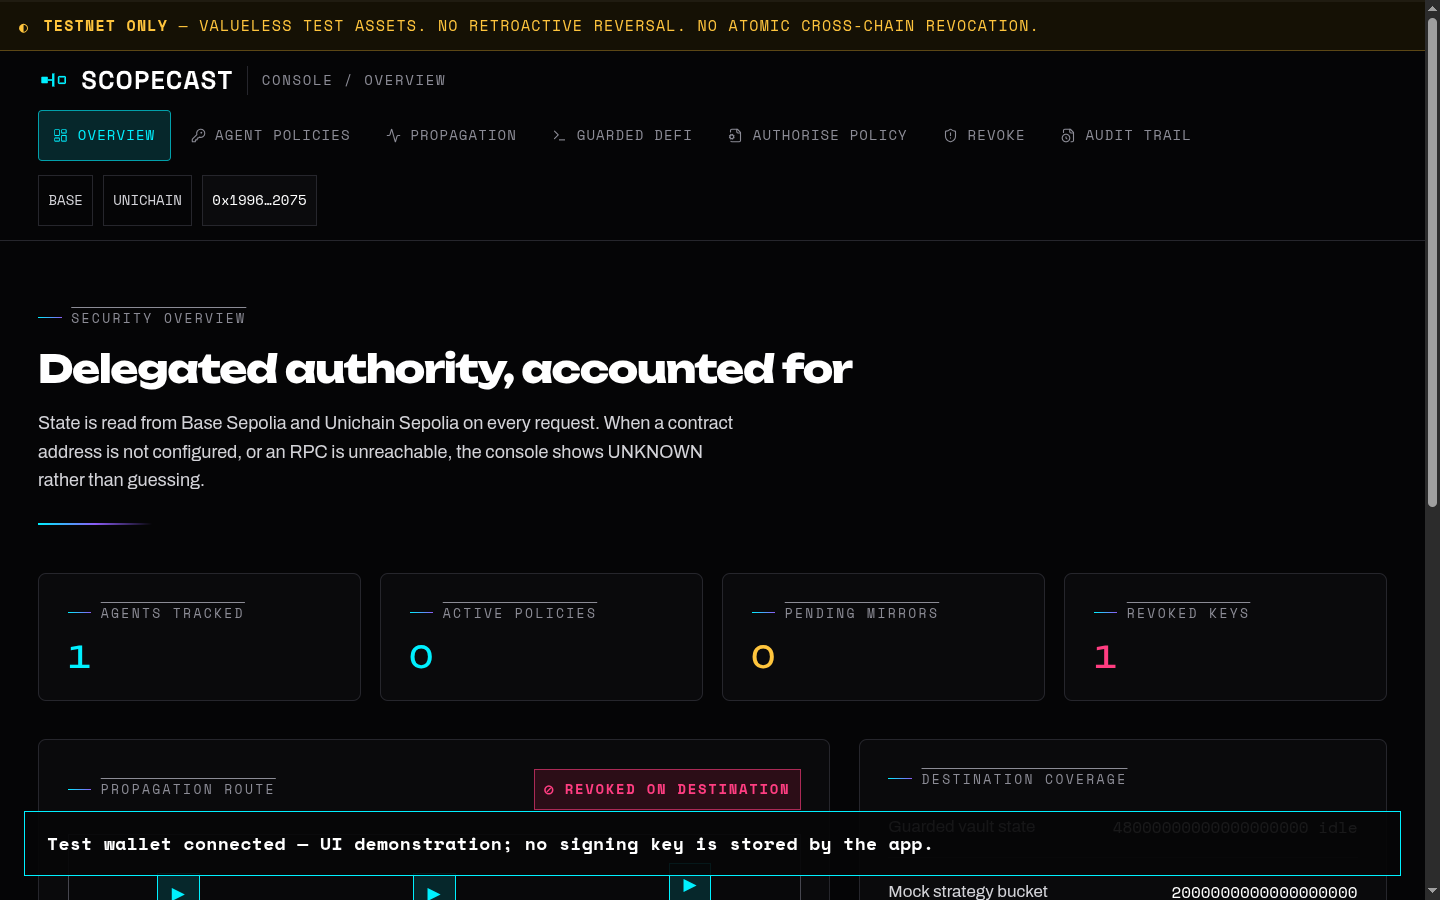 TESTNET ONLY — VALUELESS TEST ASSETS. NO RETROACTIVE REVERSAL. NO ATOMIC CROSS-CHAIN REVOCATION.
SCOPECAST CONSOLE / OVERVIEW
OVERVIEW AGENT POLICIES PROPAGATION GUARDED DEFI AUTHORISE POLICY REVOKE AUDIT TRAIL
BASE UNICHAIN 0x1996…2075
SECURITY OVERVIEW
Delegated authority, accounted for
State is read from Base Sepolia and Unichain Sepolia on every request. When a contract
address is not configured, or an RPC is unreachable, the console shows UNKNOWN
rather than guessing.
AGENTS TRACKED
1
ACTIVE POLICIES
0
PENDING MIRRORS
0
REVOKED KEYS
1
PROPAGATION ROUTE
REVOKED ON DESTINATION
DESTINATION COVERAGE
Guarded vault state
Test wallet connected — UI demonstration; no signing key is stored by the app.
Mock strategy bucket 2000000000000000000